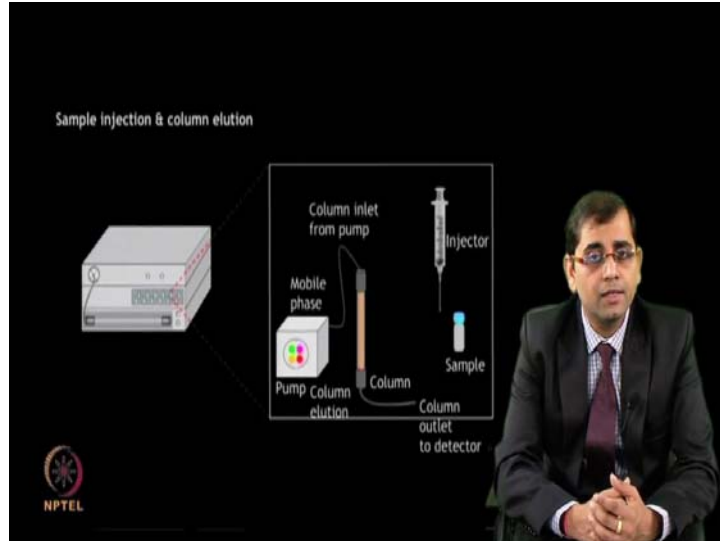 Sample injection & column elution
Column inlet
from pump
Injector
Mobile
phase
Sample
Pump
Column
elution
Column
Column
outlet
to detector
NPTEL